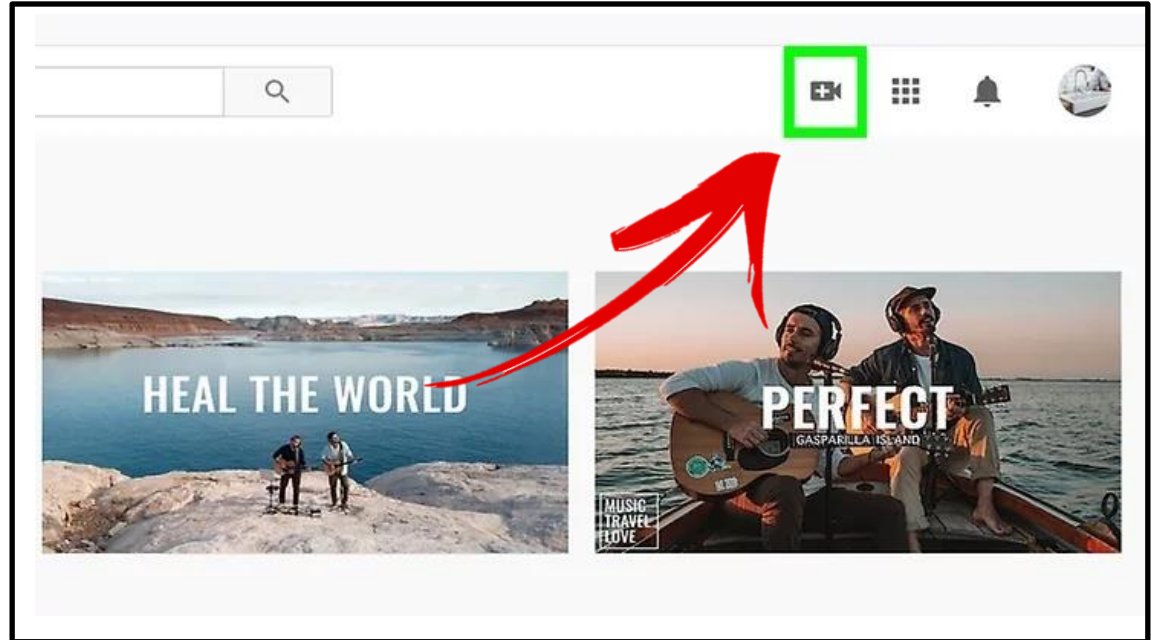 HEAL THE WORLD
PERFECT
GASPARILLA ISLAND
MUSIC
TRAVEL
LOVE